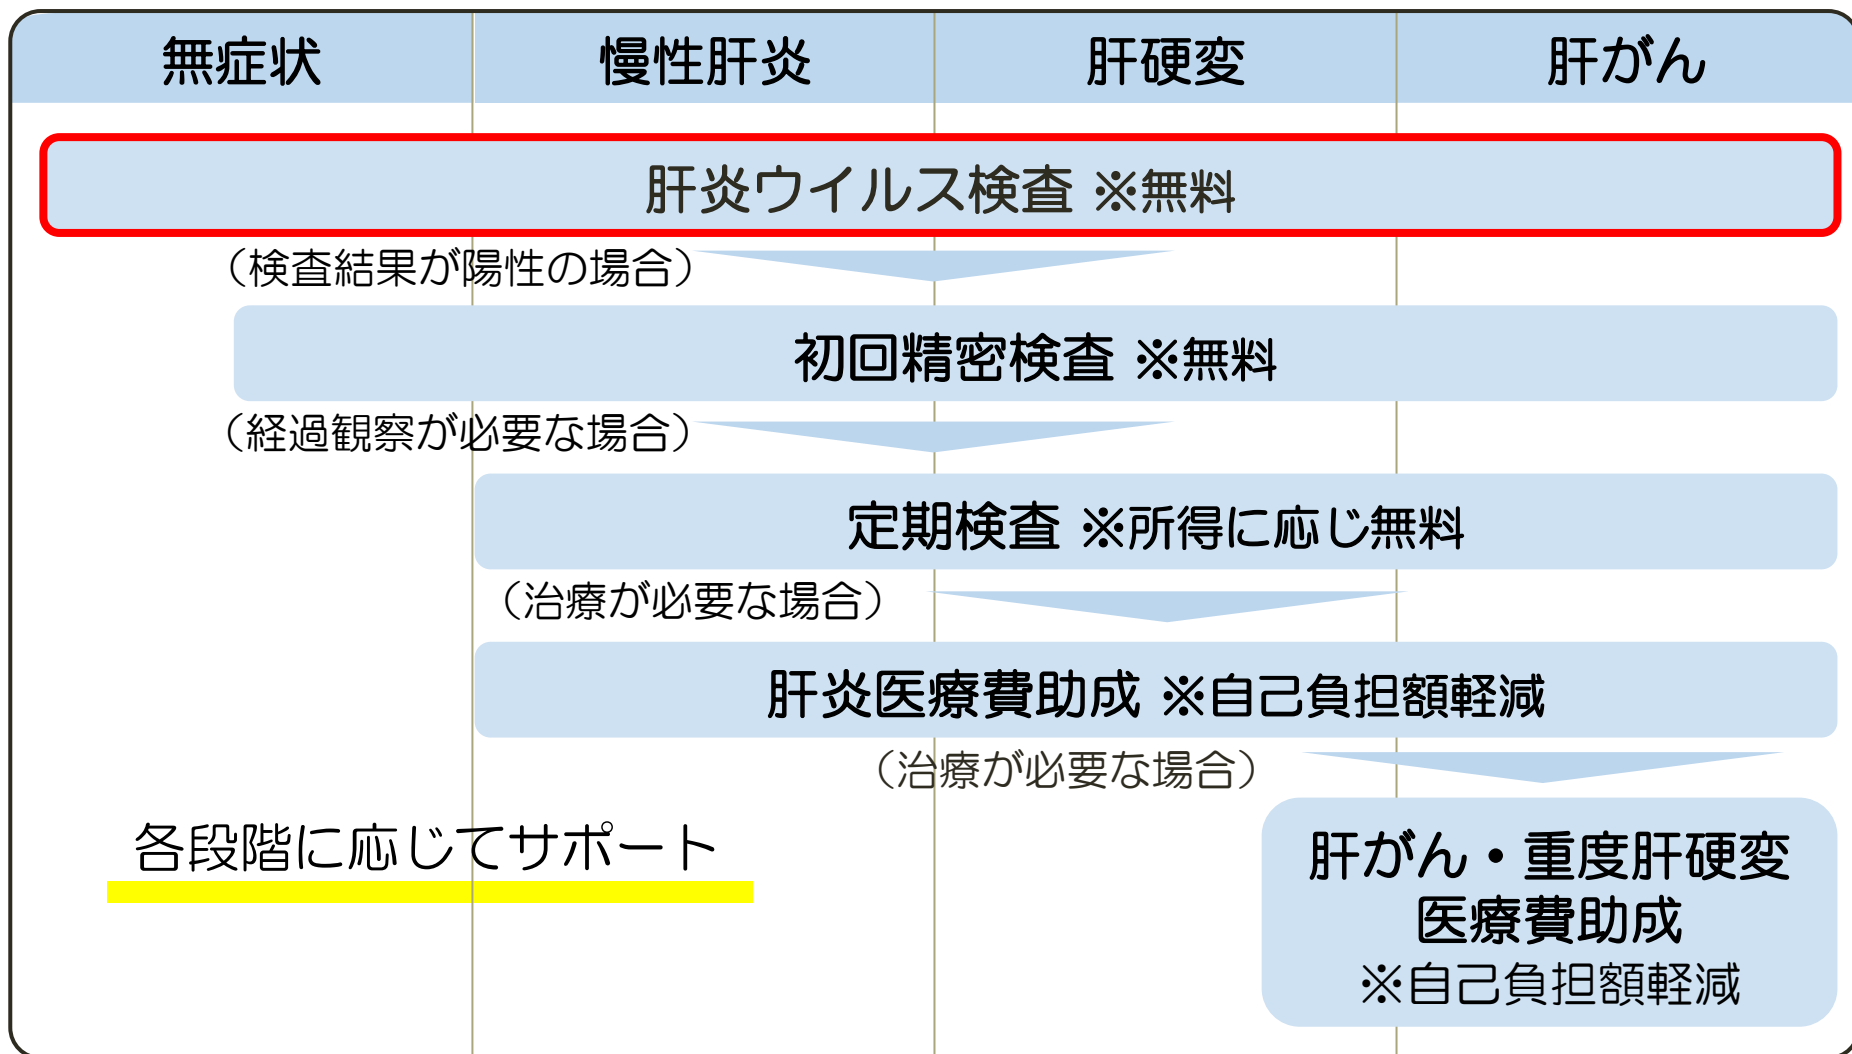 無症状
慢性肝炎
肝硬変
肝がん
肝炎ウイルス検査 ※無料
（検査結果が陽性の場合）
初回精密検査 ※無料
（経過観察が必要な場合）
定期検査 ※所得に応じ無料
（治療が必要な場合）
肝炎医療費助成 ※自己負担額軽減
（治療が必要な場合）
各段階に応じてサポート
肝がん・重度肝硬変
医療費助成
※自己負担額軽減